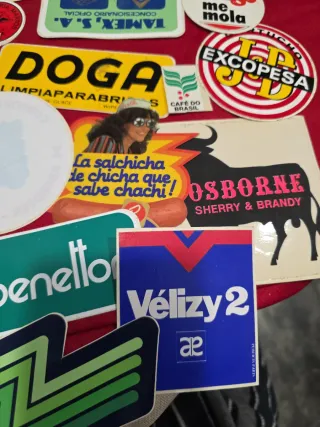 CONCESIONARIO OFICIAL
TAMEX, S.A.
me
mola
DOGA
LIMPIAPARABRISAS
J&B
EXCOPESA
CAFÉ DO
BRASIL
La salchicha
de chicha que
sabe chachi!
OSBORNE
SHERRY & BRANDY
benetton
Vélizy 2